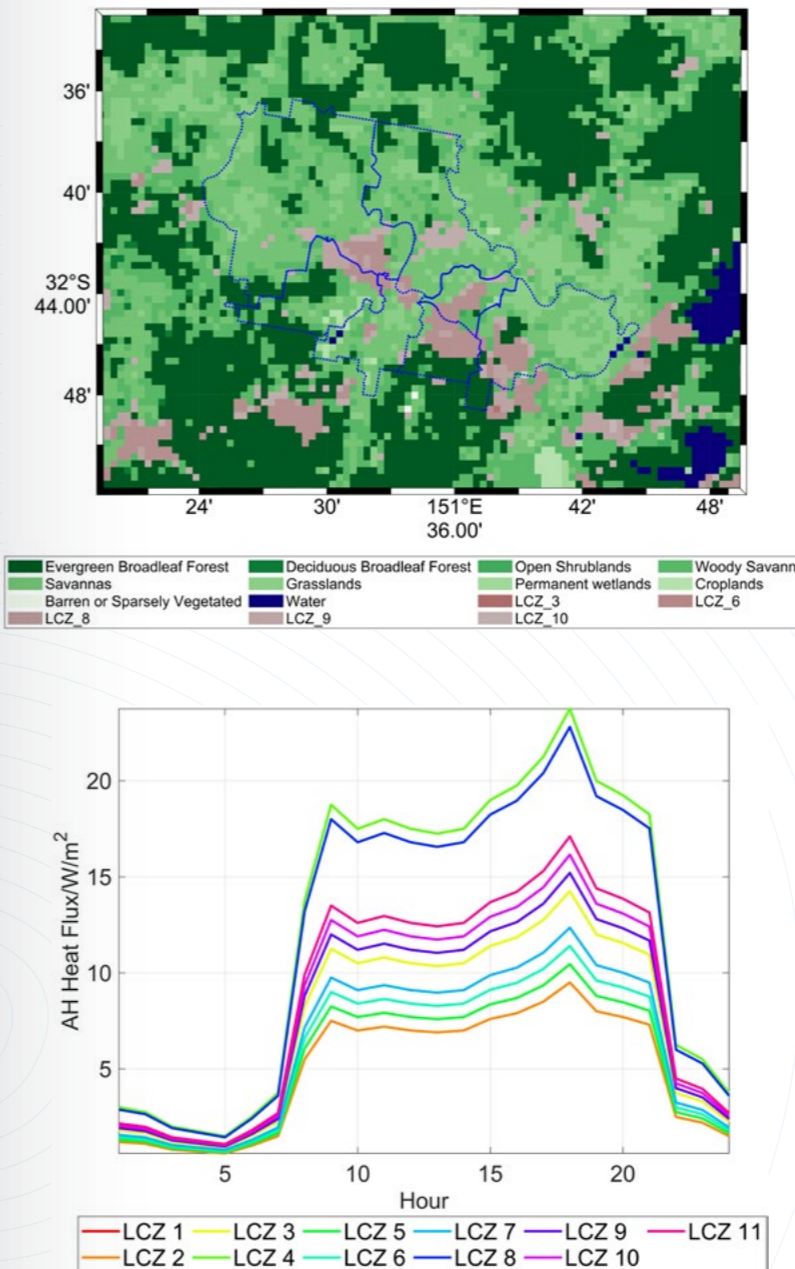 36'
40'
32°S
44.00'
48'
24' 30' 151°E 42' 48'
36.00'
Evergreen Broadleaf Forest Deciduous Broadleaf Forest Open Shrublands Woody Savann
Savannas Grasslands Permanent wetlands Croplands
Barren or Sparsely Vegetated Water LCZ_3 LCZ_6
LCZ_8 LCZ_9 LCZ_10
20
15
10
5
AH Heat Flux/W/m²
5 10 15 20
Hour
LCZ 1 LCZ 3 LCZ 5 LCZ 7 LCZ 9 LCZ 11
LCZ 2 LCZ 4 LCZ 6 LCZ 8 LCZ 10